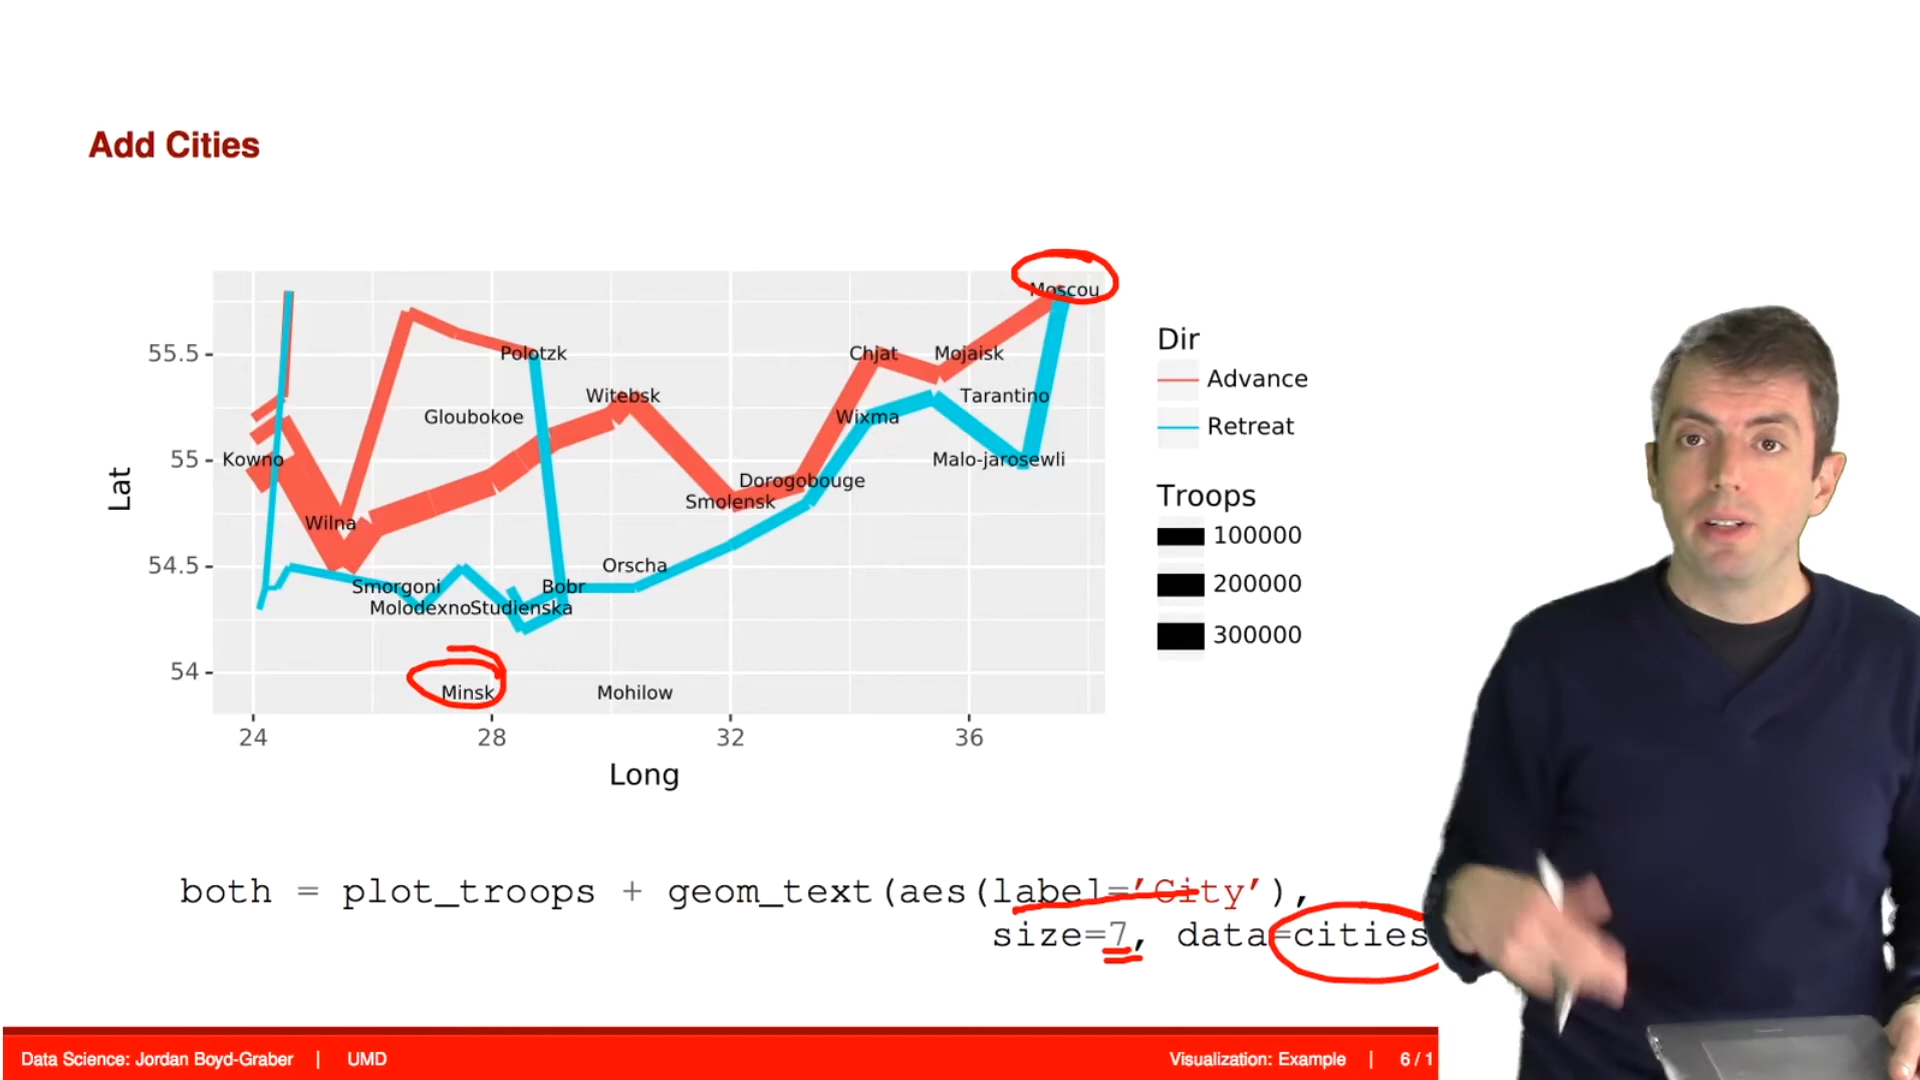 Add Cities
Moscou
55.5
Polotzk
Chjat
Mojaisk
Witebsk
Tarantino
Gloubokoe
Wixma
55
Kowno
Malo-jarosewli
Dorogobouge
Smolensk
Wilna
54.5
Orscha
Smorgoni
Bobr
Molodexno
Studienska
54
Minsk
Mohilow
24 28 32 36
Long
Lat
Dir
Advance
Retreat
Troops
100000
200000
300000
both = plot_troops + geom_text(aes(label='City'),
size=7, data=cities
Data Science: Jordan Boyd-Graber | UMD
Visualization: Example | 6 / 1